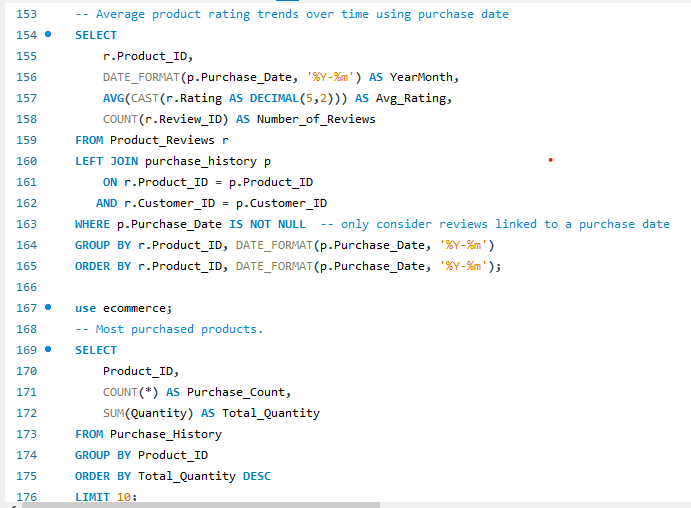 153 -- Average product rating trends over time using purchase date
154 SELECT
155 r.Product_ID,
156 DATE_FORMAT(p.Purchase_Date, '%Y-%m') AS YearMonth,
157 AVG(CAST(r.Rating AS DECIMAL(5,2))) AS Avg_Rating,
158 COUNT(r.Review_ID) AS Number_of_Reviews
159 FROM Product_Reviews r
160 LEFT JOIN purchase_history p
161 ON r.Product_ID = p.Product_ID
162 AND r.Customer_ID = p.Customer_ID
163 WHERE p.Purchase_Date IS NOT NULL -- only consider reviews linked to a purchase date
164 GROUP BY r.Product_ID, DATE_FORMAT(p.Purchase_Date, '%Y-%m')
165 ORDER BY r.Product_ID, DATE_FORMAT(p.Purchase_Date, '%Y-%m');
166
167 use ecommerce;
168 -- Most purchased products.
169 SELECT
170 Product_ID,
171 COUNT(*) AS Purchase_Count,
172 SUM(Quantity) AS Total_Quantity
173 FROM Purchase_History
174 GROUP BY Product_ID
175 ORDER BY Total_Quantity DESC
176 LIMIT 10;